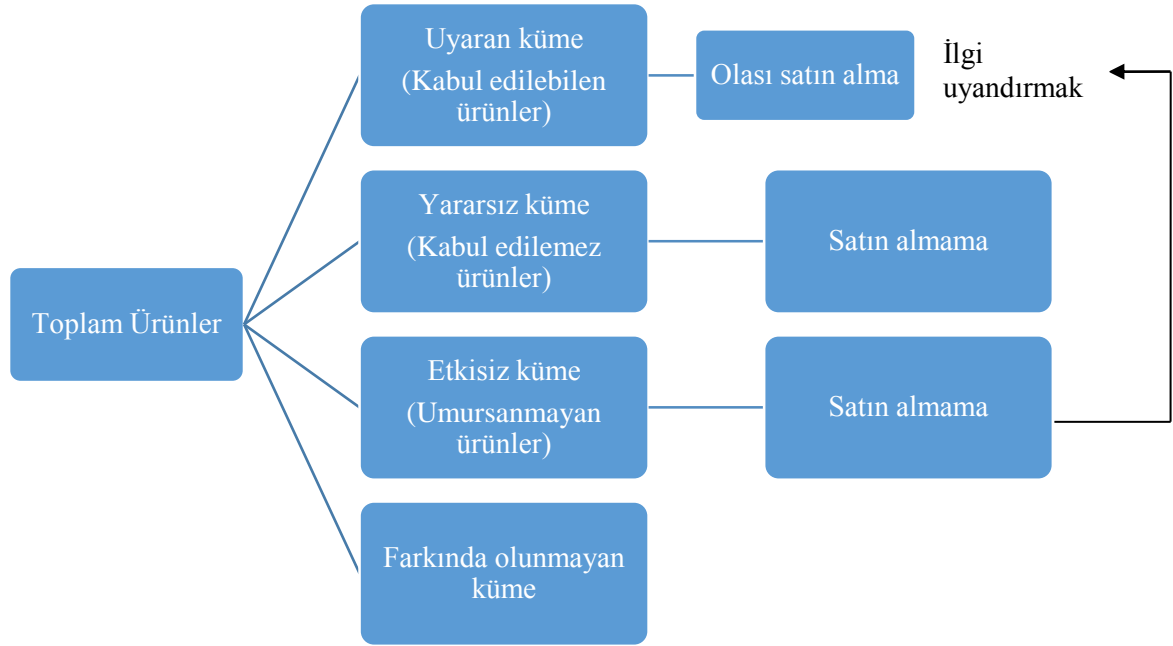 Uyaran küme
(Kabul edilebilen
ürünler)
Olası satın alma
İlgi
uyandırmak
Yararsız küme
(Kabul edilemez
ürünler)
Satın almama
Toplam Ürünler
Etkisiz küme
(Umursanmayan
ürünler)
Satın almama
Farkında olunmayan
küme